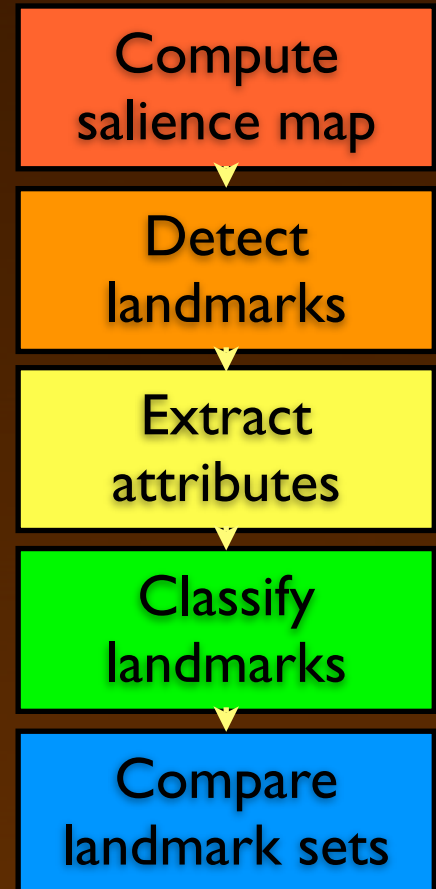 Compute
salience map
Detect
landmarks
Extract
attributes
Classify
landmarks
Compare
landmark sets